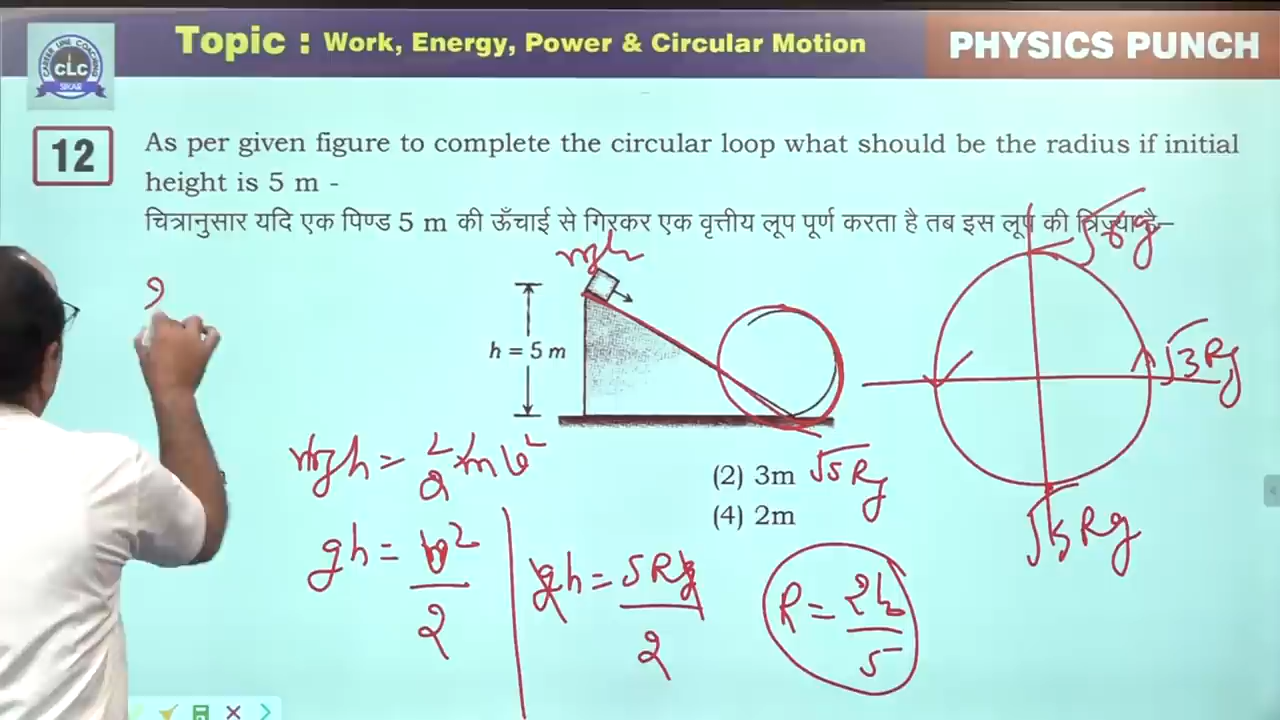 Topic : Work, Energy, Power & Circular Motion
PHYSICS PUNCH
CLC
SIKAR
12
As per given figure to complete the circular loop what should be the radius if initial
height is 5 m -
चित्रानुसार यदि एक पिण्ड 5 m की ऊँचाई से गिरकर एक वृत्तीय लूप पूर्ण करता है तब इस लूप की त्रिज्या है–
mgh
h = 5 m
√3Rg
(2) 3m
√5Rg
(4) 2m
√5Rg
mgh = 1/2 mv²
gh = v²/2
gh = 5Rg/2
R = 2h/5